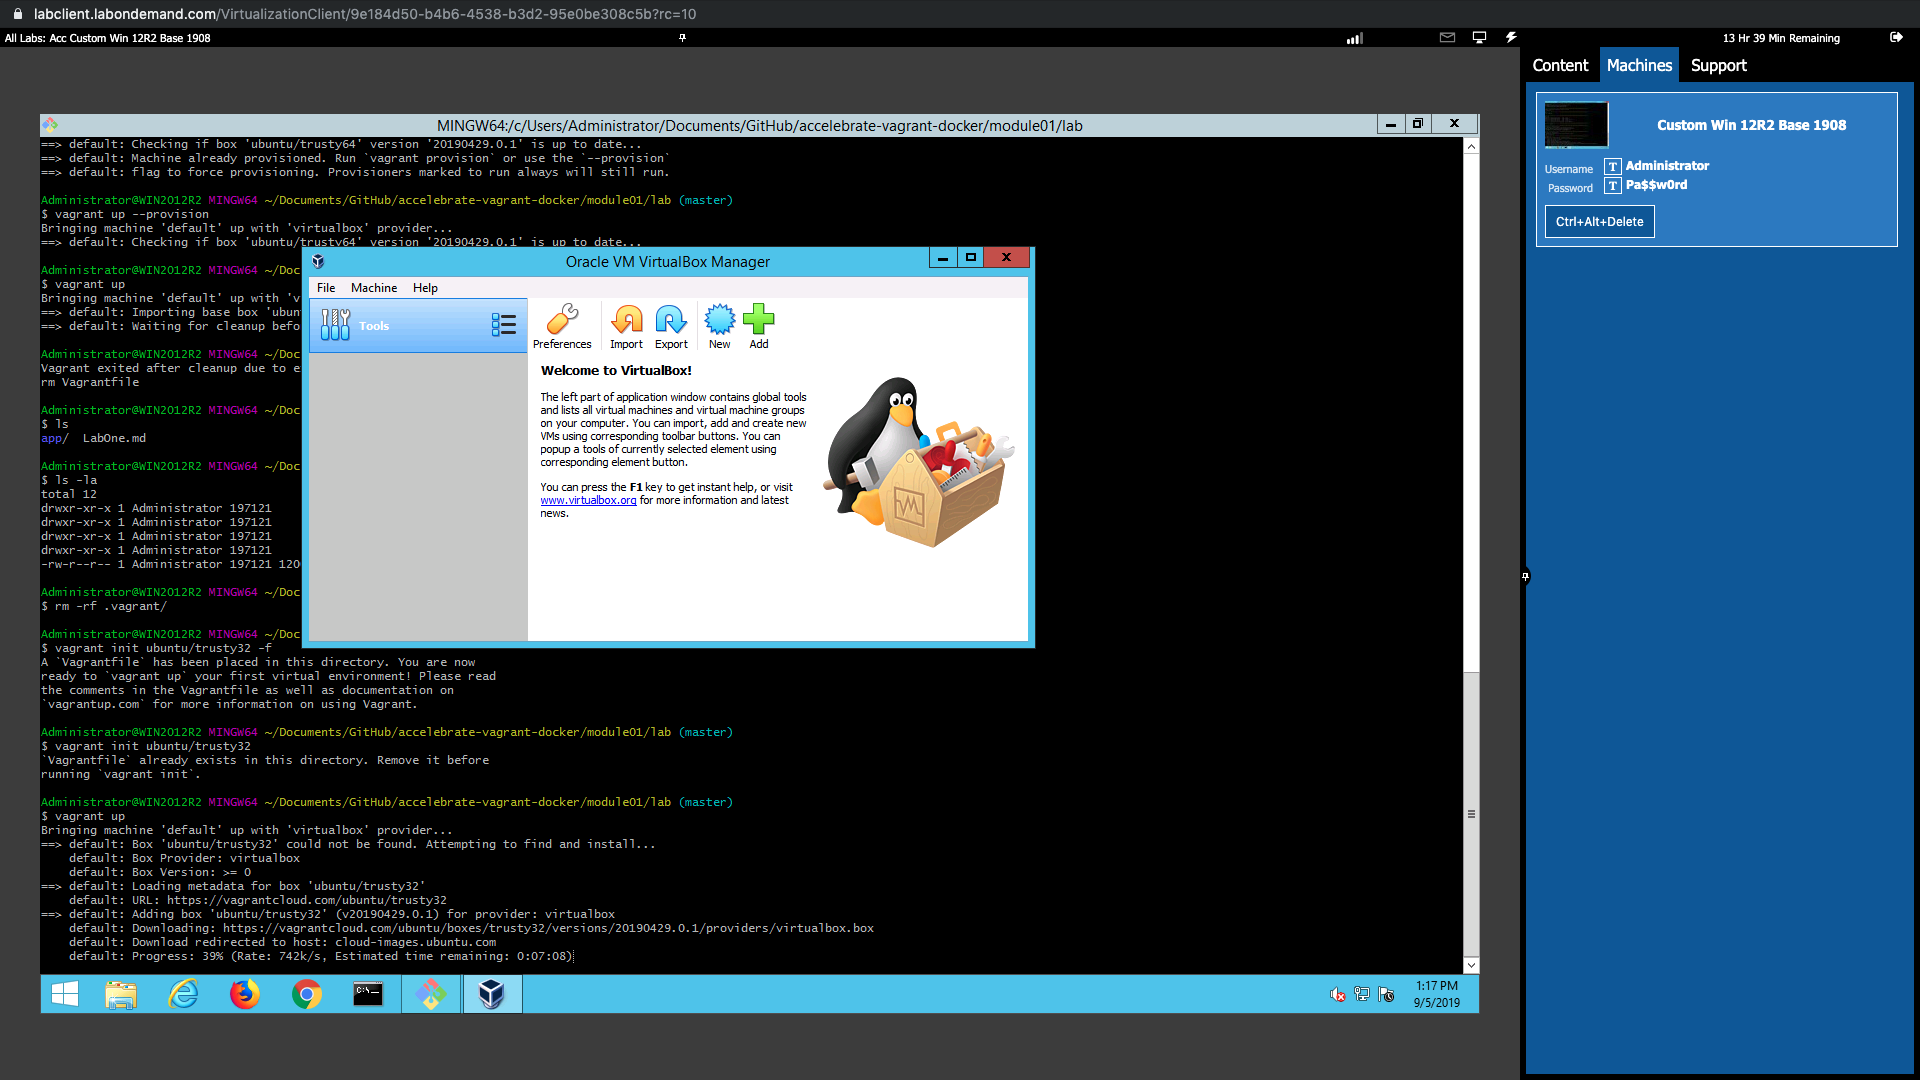 labclient.labondemand.com/VirtualizationClient/9e184d50-b4b6-4538-b3d2-95e0be308c5b?rc=10
All Labs: Acc Custom Win 12R2 Base 1908
13 Hr 39 Min Remaining
Content Machines Support
Custom Win 12R2 Base 1908
Username T Administrator
Password T Pa$$w0rd
Ctrl+Alt+Delete
MINGW64:/c/Users/Administrator/Documents/GitHub/accelerate-vagrant-docker/module01/lab
==> default: Checking if box 'ubuntu/trusty64' version '20190429.0.1' is up to date...
==> default: Machine already provisioned. Run `vagrant provision` or use the `--provision`
==> default: flag to force provisioning. Provisioners marked to run always will still run.
Administrator@WIN2012R2 MINGW64 ~/Documents/GitHub/accelerate-vagrant-docker/module01/lab (master)
$ vagrant up --provision
Bringing machine 'default' up with 'virtualbox' provider...
==> default: Checking if box 'ubuntu/trusty64' version '20190429.0.1' is up to date...
Administrator@WIN2012R2 MINGW64 ~/Doc
$ vagrant up
Bringing machine 'default' up with 'v
==> default: Importing base box 'ubun
==> default: Waiting for cleanup befo
Administrator@WIN2012R2 MINGW64 ~/Doc
Vagrant exited after cleanup due to e
rm Vagrantfile
Administrator@WIN2012R2 MINGW64 ~/Doc
$ ls
app/ LabOne.md
Administrator@WIN2012R2 MINGW64 ~/Doc
$ ls -la
total 12
drwxr-xr-x 1 Administrator 197121
drwxr-xr-x 1 Administrator 197121
drwxr-xr-x 1 Administrator 197121
drwxr-xr-x 1 Administrator 197121
-rw-r--r-- 1 Administrator 197121 120
Administrator@WIN2012R2 MINGW64 ~/Doc
$ rm -rf .vagrant/
Administrator@WIN2012R2 MINGW64 ~/Doc
$ vagrant init ubuntu/trusty32 -f
A `Vagrantfile` has been placed in this directory. You are now
ready to `vagrant up` your first virtual environment! Please read
the comments in the Vagrantfile as well as documentation on
`vagrantup.com` for more information on using Vagrant.
Administrator@WIN2012R2 MINGW64 ~/Documents/GitHub/accelerate-vagrant-docker/module01/lab (master)
$ vagrant init ubuntu/trusty32
`Vagrantfile` already exists in this directory. Remove it before
running `vagrant init`.
Administrator@WIN2012R2 MINGW64 ~/Documents/GitHub/accelerate-vagrant-docker/module01/lab (master)
$ vagrant up
Bringing machine 'default' up with 'virtualbox' provider...
==> default: Box 'ubuntu/trusty32' could not be found. Attempting to find and install...
default: Box Provider: virtualbox
default: Box Version: >= 0
==> default: Loading metadata for box 'ubuntu/trusty32'
default: URL: https://vagrantcloud.com/ubuntu/trusty32
==> default: Adding box 'ubuntu/trusty32' (v20190429.0.1) for provider: virtualbox
default: Downloading: https://vagrantcloud.com/ubuntu/boxes/trusty32/versions/20190429.0.1/providers/virtualbox.box
default: Download redirected to host: cloud-images.ubuntu.com
default: Progress: 39% (Rate: 742k/s, Estimated time remaining: 0:07:08)
Oracle VM VirtualBox Manager
File Machine Help
Tools
Preferences Import Export New Add
Welcome to VirtualBox!
The left part of application window contains global tools
and lists all virtual machines and virtual machine groups
on your computer. You can import, add and create new
VMs using corresponding toolbar buttons. You can
popup a tools of currently selected element using
corresponding element button.
You can press the F1 key to get instant help, or visit
www.virtualbox.org for more information and latest
news.
C:\_
1:17 PM
9/5/2019